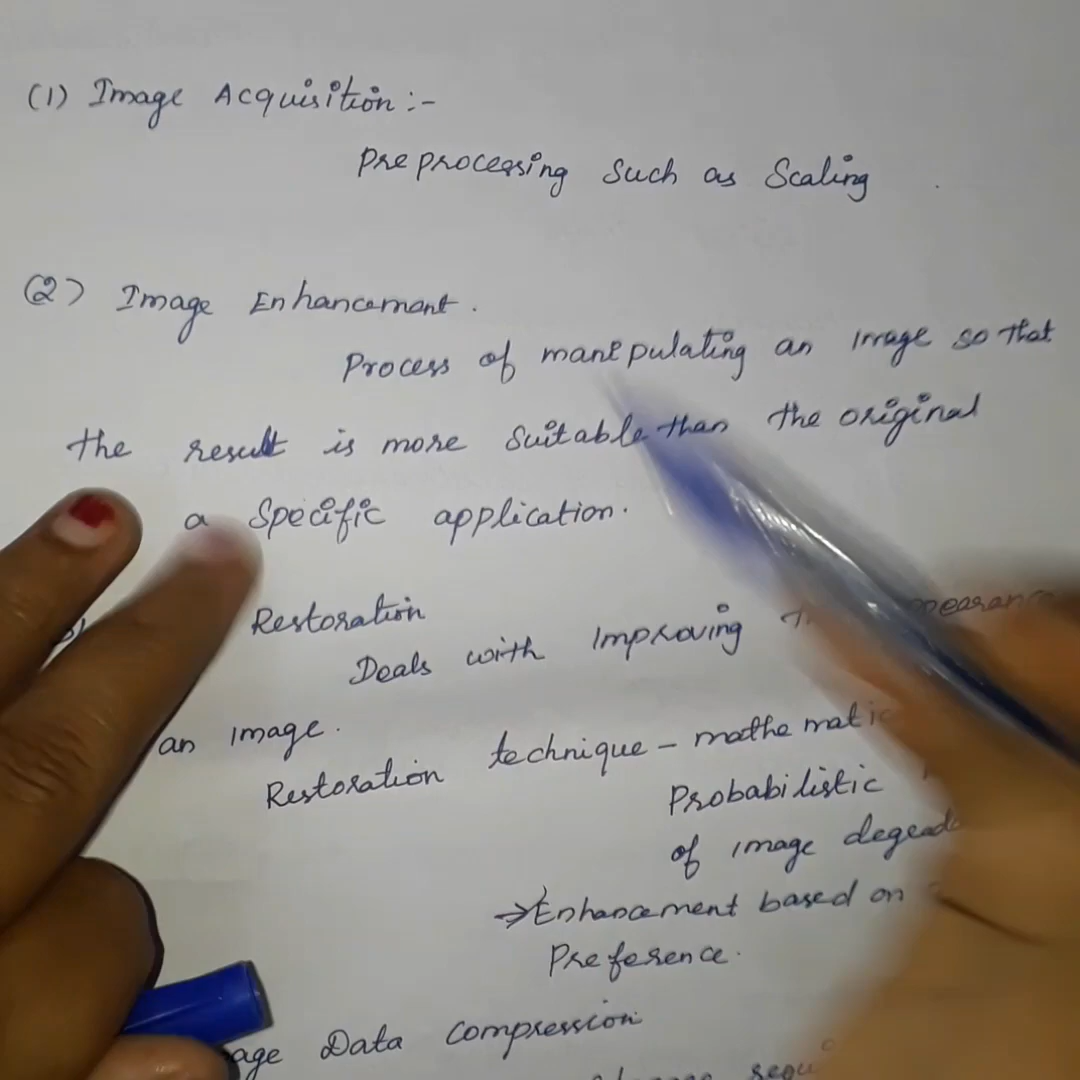 (1) Image Acquisition :-
Preprocessing Such as Scaling
(2) Image Enhancement.
Process of manipulating an image so that
the result is more suitable than the original
a Specific application.
Restoration
Deals with Improving
an image.
Restoration technique - mathematic
Probabilistic
of image degrada
→ Enhancement based on
Preference.
age Data Compression